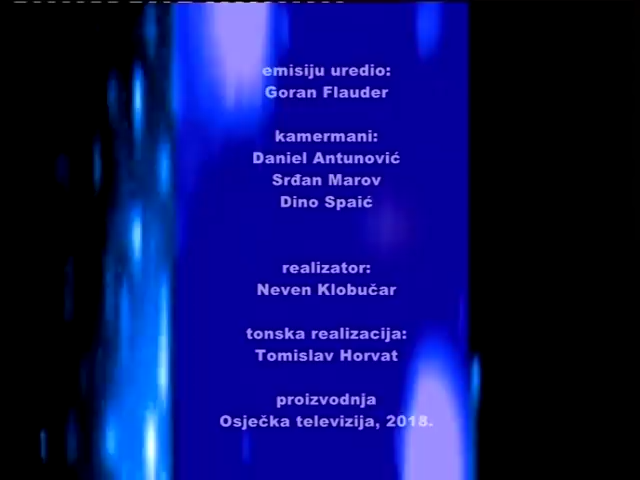 emisiju uredio:
Goran Flauder
kamermani:
Daniel Antunović
Srđan Marov
Dino Spaić
realizator:
Neven Klobučar
tonska realizacija:
Tomislav Horvat
proizvodnja
Osječka televizija, 2018.